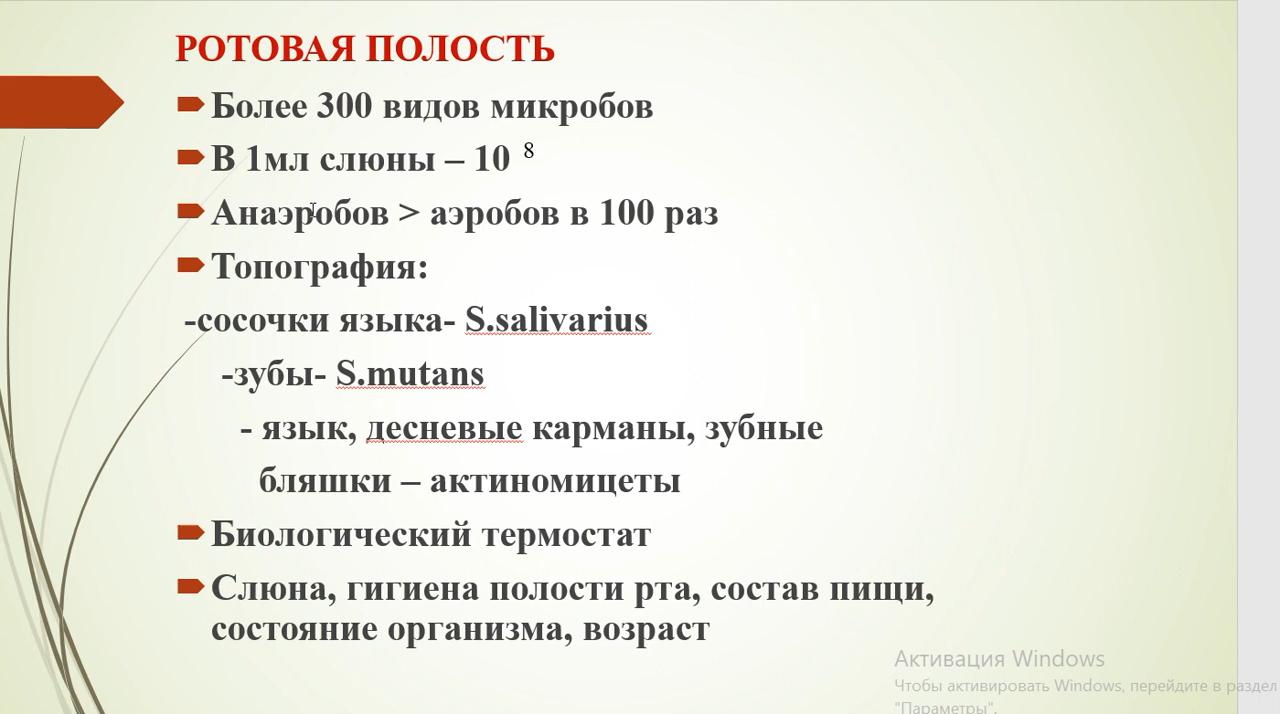 РОТОВАЯ ПОЛОСТЬ
Более 300 видов микробов
В 1мл слюны – 10 ⁸
Анаэробов > аэробов в 100 раз
Топография:
-сосочки языка- S.salivarius
-зубы- S.mutans
- язык, десневые карманы, зубные
бляшки – актиномицеты
Биологический термостат
Слюна, гигиена полости рта, состав пищи,
состояние организма, возраст
Активация Windows
Чтобы активировать Windows, перейдите в раздел
"Параметры".